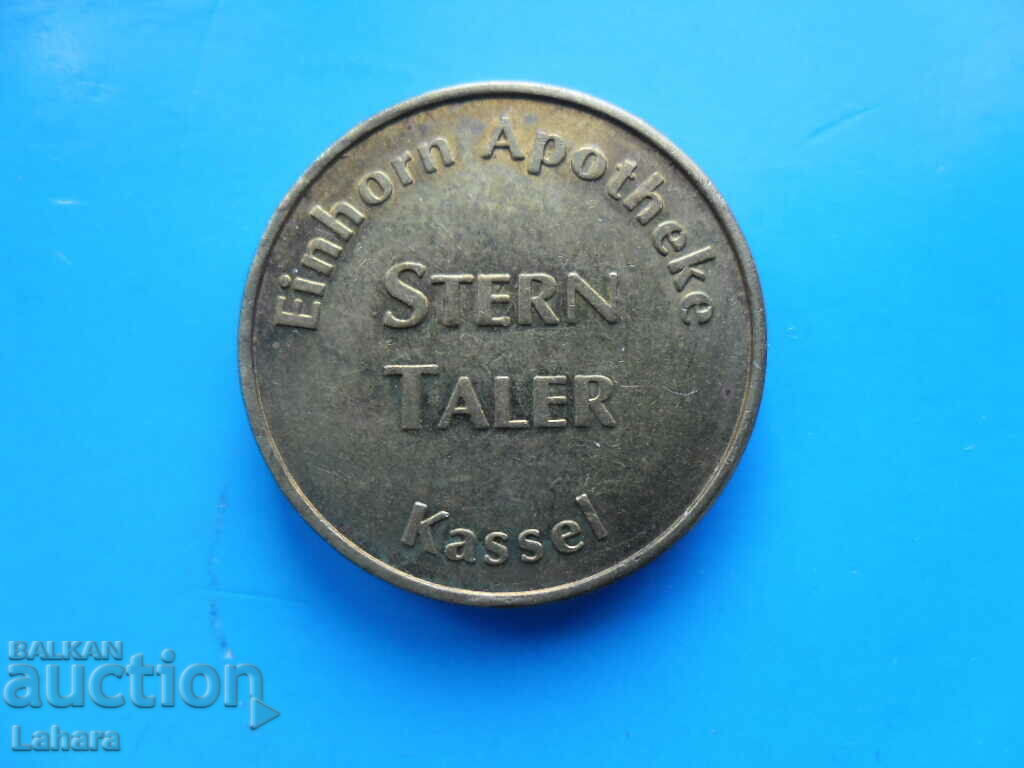 Einhorn Apotheke
STERN
TALER
Kassel
BALKAN
auction
Lahara